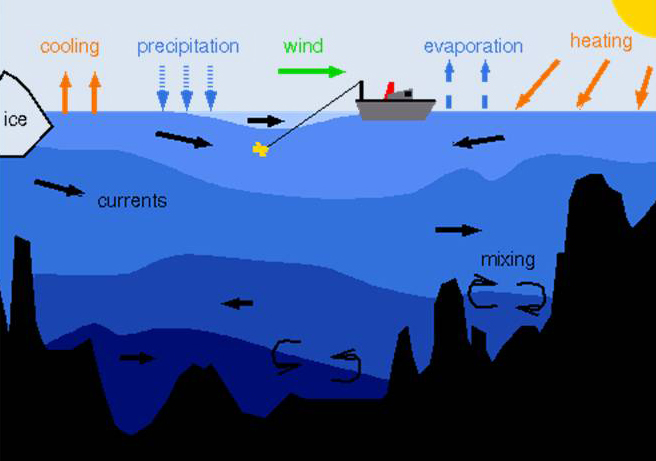 cooling
precipitation
wind
evaporation
heating
ice
currents
mixing